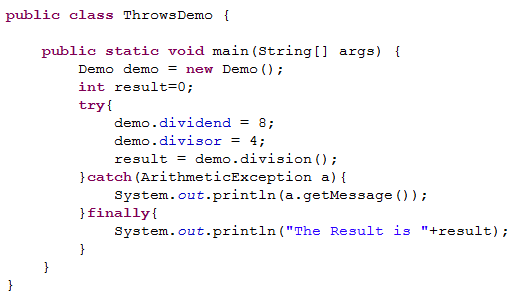 public class ThrowsDemo {
public static void main(String[] args) {
Demo demo = new Demo();
int result=0;
try{
demo.dividend = 8;
demo.divisor = 4;
result = demo.division();
}catch(ArithmeticException a){
System.out.println(a.getMessage());
}finally{
System.out.println("The Result is "+result);
}
}
}